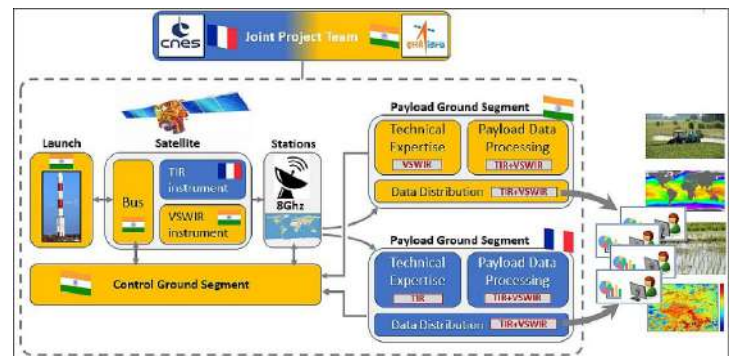 cnes
Joint Project Team
इसरो isro
Payload Ground Segment
Launch
Satellite
Stations
Technical
Expertise
VSWIR
Payload Data
Processing
TIR+VSWIR
Bus
TIR
instrument
VSWIR
instrument
8Ghz
Data Distribution TIR+VSWIR
Payload Ground Segment
Control Ground Segment
Technical
Expertise
TIR
Payload Data
Processing
TIR+VSWIR
Data Distribution TIR+VSWIR